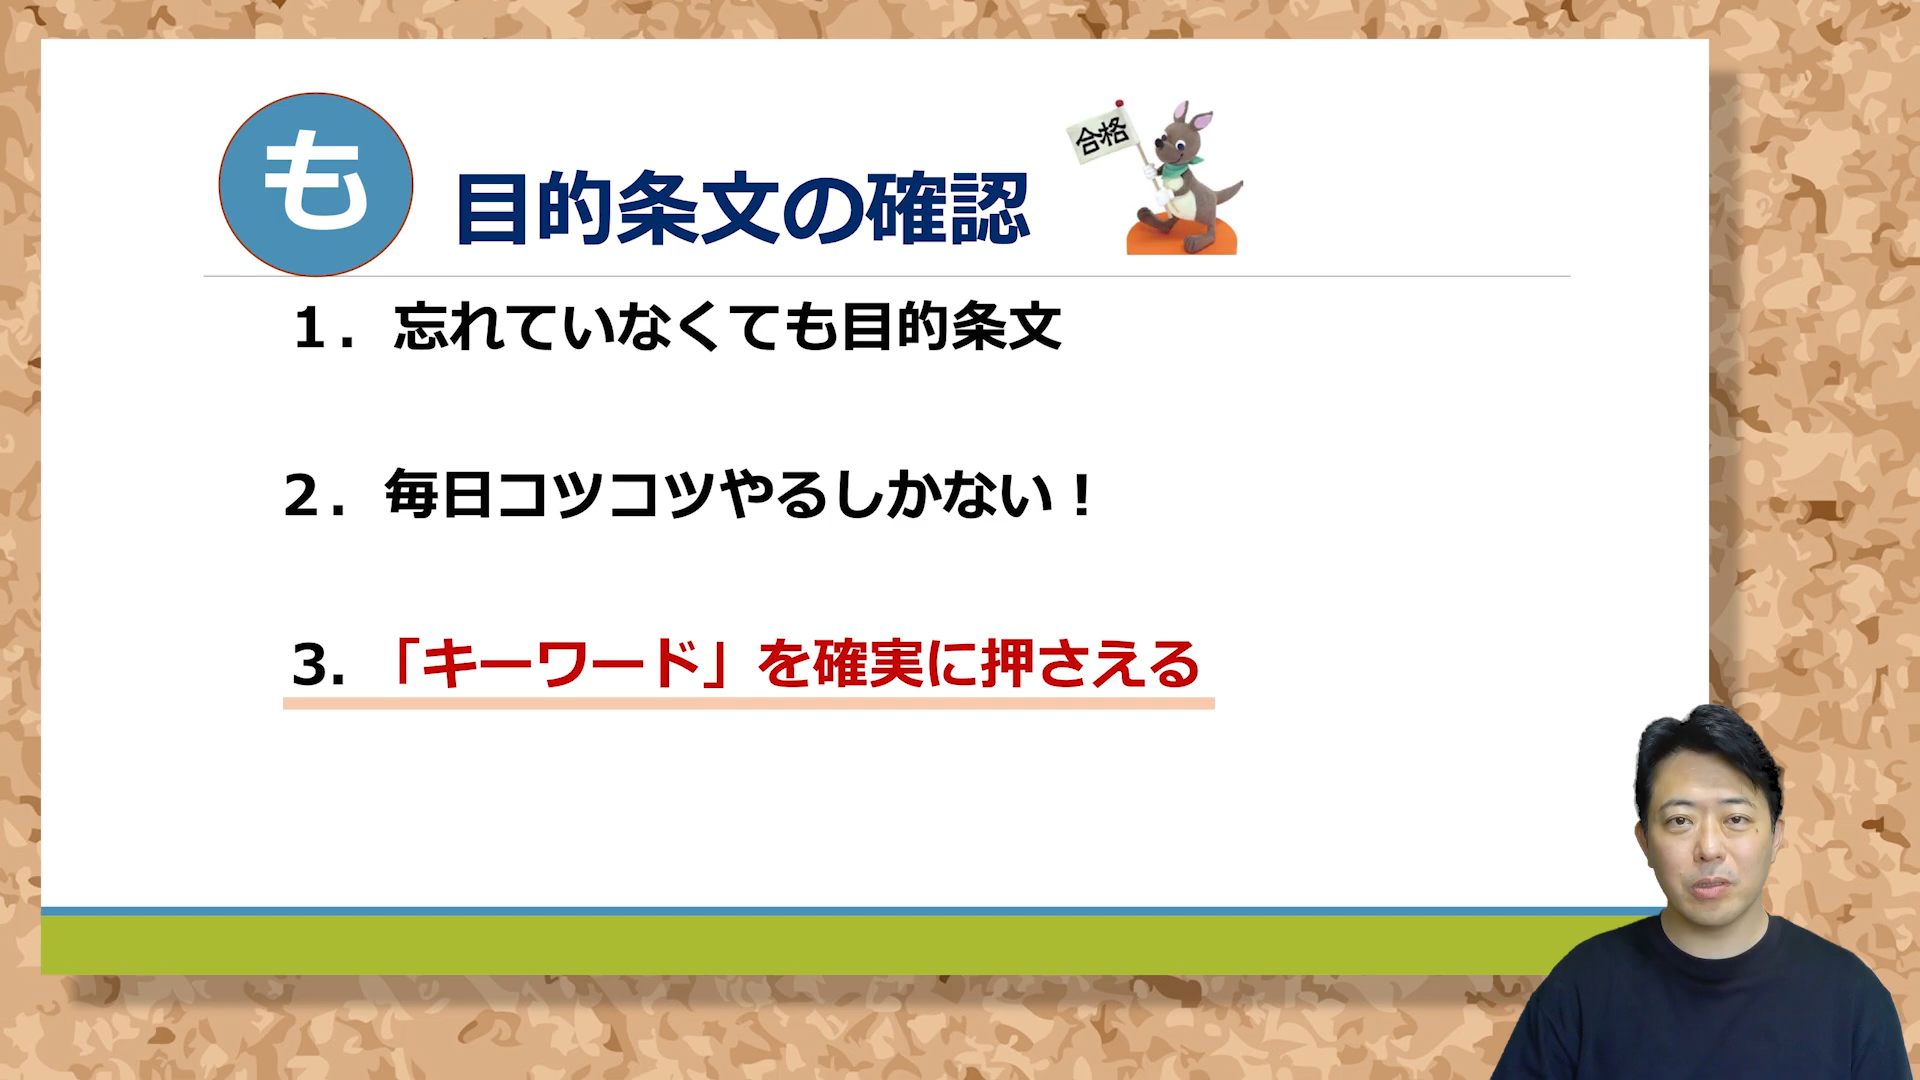 も
目的条文の確認
合格
１．忘れていなくても目的条文
２．毎日コツコツやるしかない！
3.「キーワード」を確実に押さえる